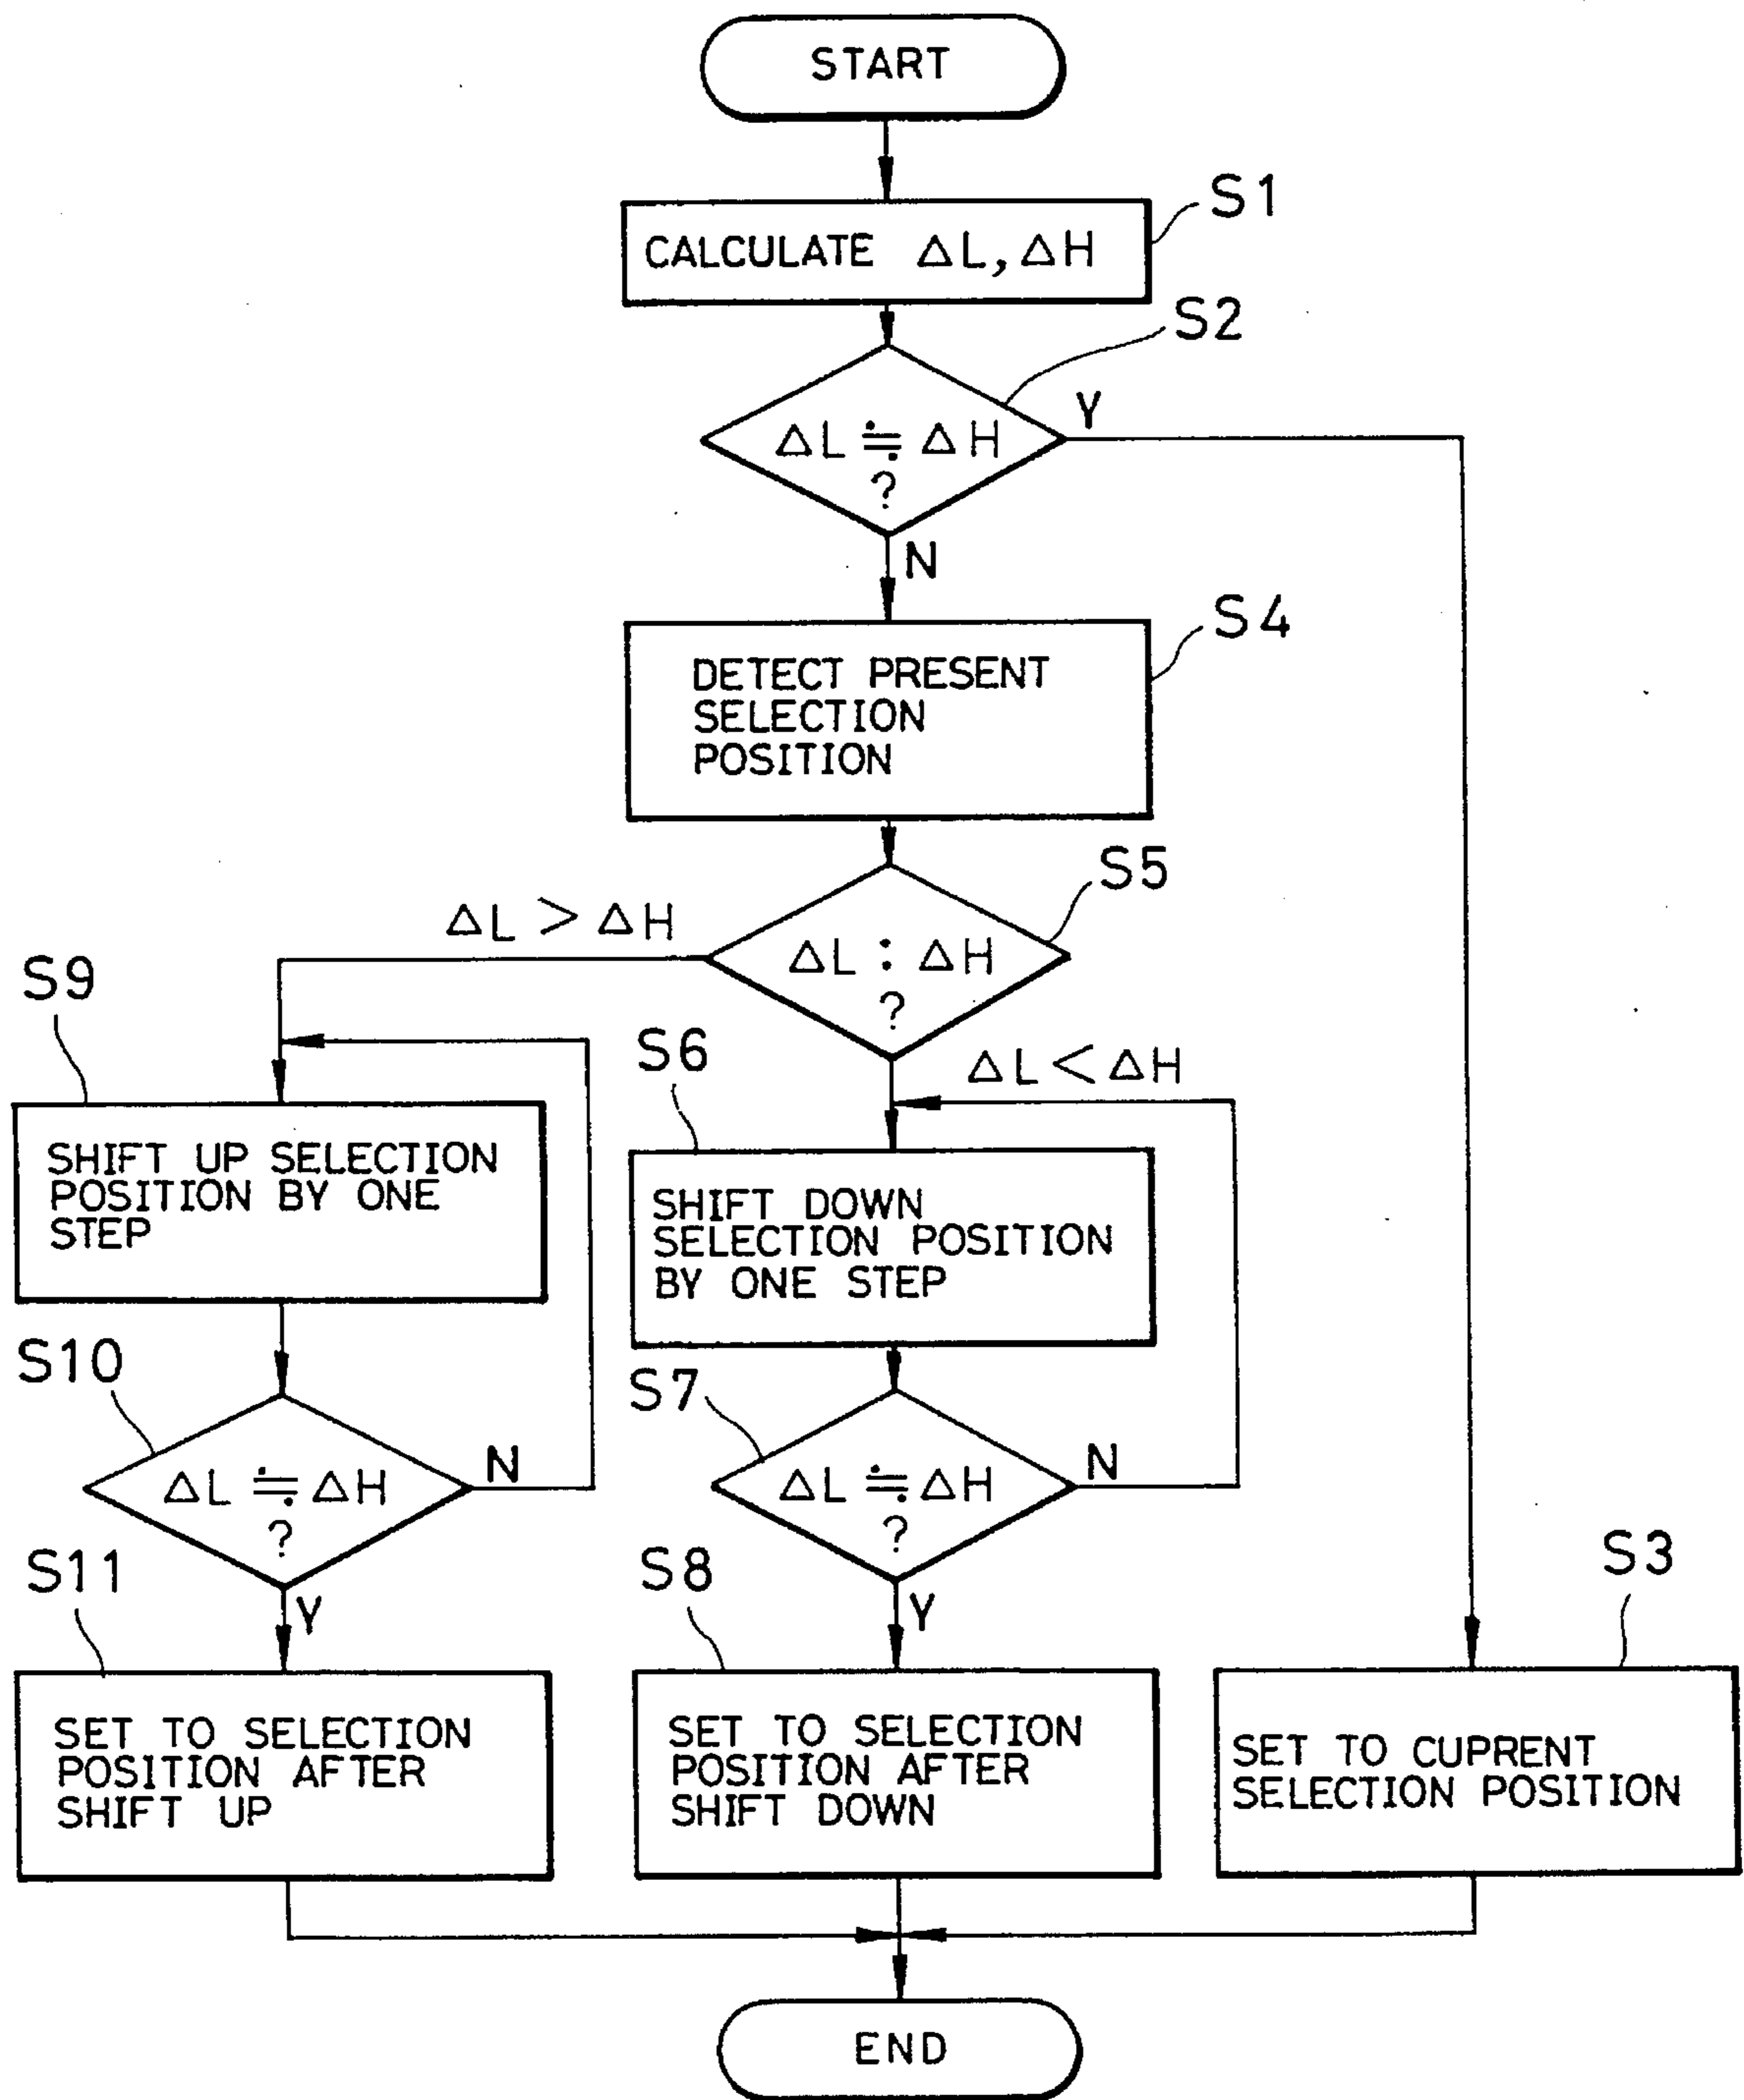 START
S1
CALCULATE ΔL, ΔH
S2
ΔL ≒ ΔH
?
Y
N
S4
DETECT PRESENT
SELECTION
POSITION
S5
ΔL > ΔH
ΔL : ΔH
?
S9
S6
ΔL < ΔH
SHIFT UP SELECTION
POSITION BY ONE
STEP
SHIFT DOWN
SELECTION POSITION
BY ONE STEP
S10
S7
ΔL ≒ ΔH
?
N
ΔL ≒ ΔH
?
N
S11
Y
S8
Y
S3
SET TO SELECTION
POSITION AFTER
SHIFT UP
SET TO SELECTION
POSITION AFTER
SHIFT DOWN
SET TO CUPRENT
SELECTION POSITION
END